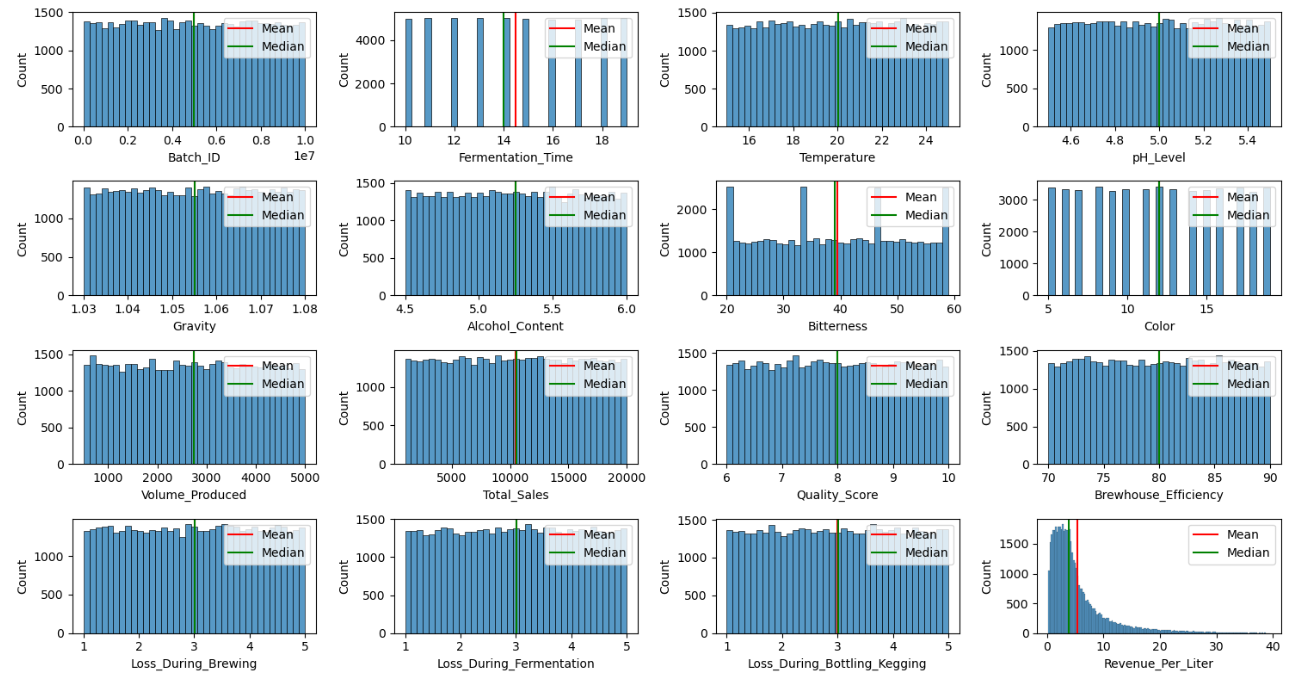 1500
1000
500
0
Count
0.0 0.2 0.4 0.6 0.8 1.0
1e7
Batch_ID
Mean
Median
4000
2000
0
Count
10 12 14 16 18
Fermentation_Time
Mean
Median
1500
1000
500
0
Count
16 18 20 22 24
Temperature
Mean
Median
1000
500
0
Count
4.6 4.8 5.0 5.2 5.4
pH_Level
Mean
Median
1000
500
0
Count
1.03 1.04 1.05 1.06 1.07 1.08
Gravity
Mean
Median
1500
1000
500
0
Count
4.5 5.0 5.5 6.0
Alcohol_Content
Mean
Median
2000
1000
0
Count
20 30 40 50 60
Bitterness
Mean
Median
3000
2000
1000
0
Count
5 10 15
Color
Mean
Median
1500
1000
500
0
Count
1000 2000 3000 4000 5000
Volume_Produced
Mean
Median
1000
500
0
Count
5000 10000 15000 20000
Total_Sales
Mean
Median
1500
1000
500
0
Count
6 7 8 9 10
Quality_Score
Mean
Median
1500
1000
500
0
Count
70 75 80 85 90
Brewhouse_Efficiency
Mean
Median
1000
500
0
Count
1 2 3 4 5
Loss_During_Brewing
Mean
Median
1500
1000
500
0
Count
1 2 3 4 5
Loss_During_Fermentation
Mean
Median
1500
1000
500
0
Count
1 2 3 4 5
Loss_During_Bottling_Kegging
Mean
Median
1500
1000
500
0
Count
0 10 20 30 40
Revenue_Per_Liter
Mean
Median